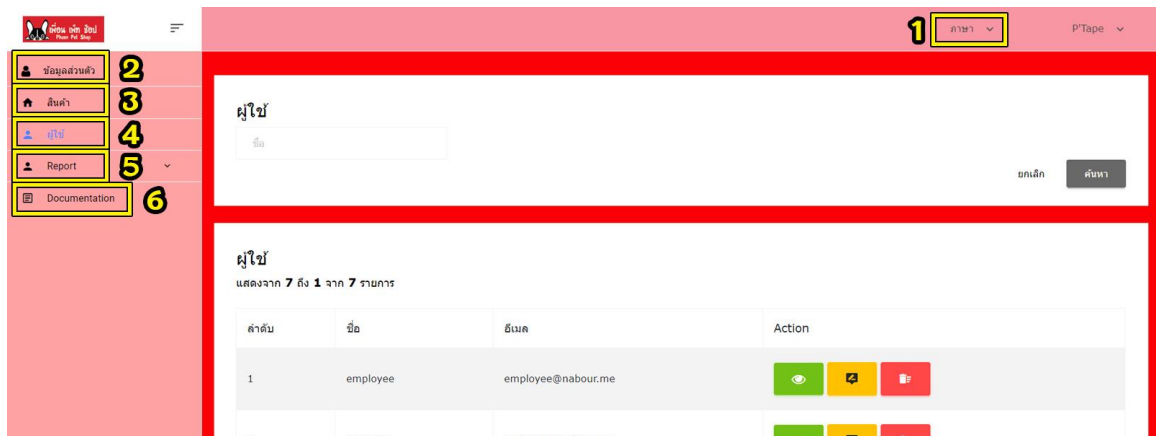 เพื่อน เพ็ท ช็อป
Phuen Pet Shop
1 ภาษา P'Tape
2 ข้อมูลส่วนตัว
3 สินค้า
4 ผู้ใช้
5 Report
6 Documentation
ผู้ใช้
ชื่อ
ยกเลิก ค้นหา
ผู้ใช้
แสดงจาก 7 ถึง 1 จาก 7 รายการ
ลำดับ ชื่อ อีเมล Action
1 employee employee@nabour.me